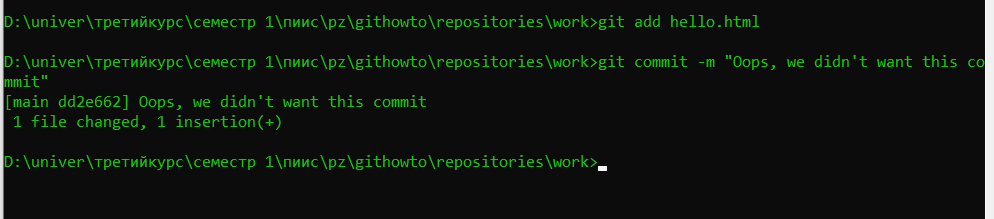 D:\univer\третийкурс\семестр 1\пиис\pz\githowto\repositories\work>git add hello.html
D:\univer\третийкурс\семестр 1\пиис\pz\githowto\repositories\work>git commit -m "Oops, we didn't want this co
mmit"
[main dd2e662] Oops, we didn't want this commit
 1 file changed, 1 insertion(+)
D:\univer\третийкурс\семестр 1\пиис\pz\githowto\repositories\work>